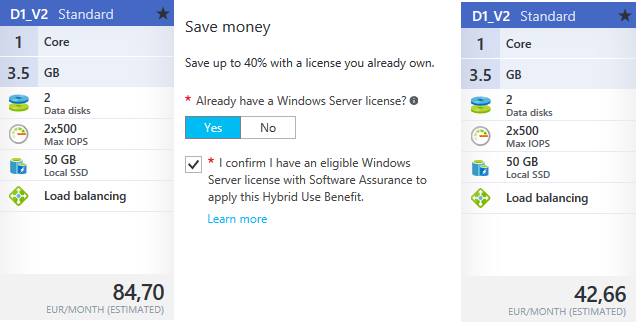 D1_V2 Standard
1 Core
3.5 GB
2
Data disks
2x500
Max IOPS
50 GB
Local SSD
Load balancing
84,70
EUR/MONTH (ESTIMATED)
Save money
Save up to 40% with a license you already own.
* Already have a Windows Server license?
Yes No
* I confirm I have an eligible Windows
Server license with Software Assurance to
apply this Hybrid Use Benefit.
Learn more
D1_V2 Standard
1 Core
3.5 GB
2
Data disks
2x500
Max IOPS
50 GB
Local SSD
Load balancing
42,66
EUR/MONTH (ESTIMATED)